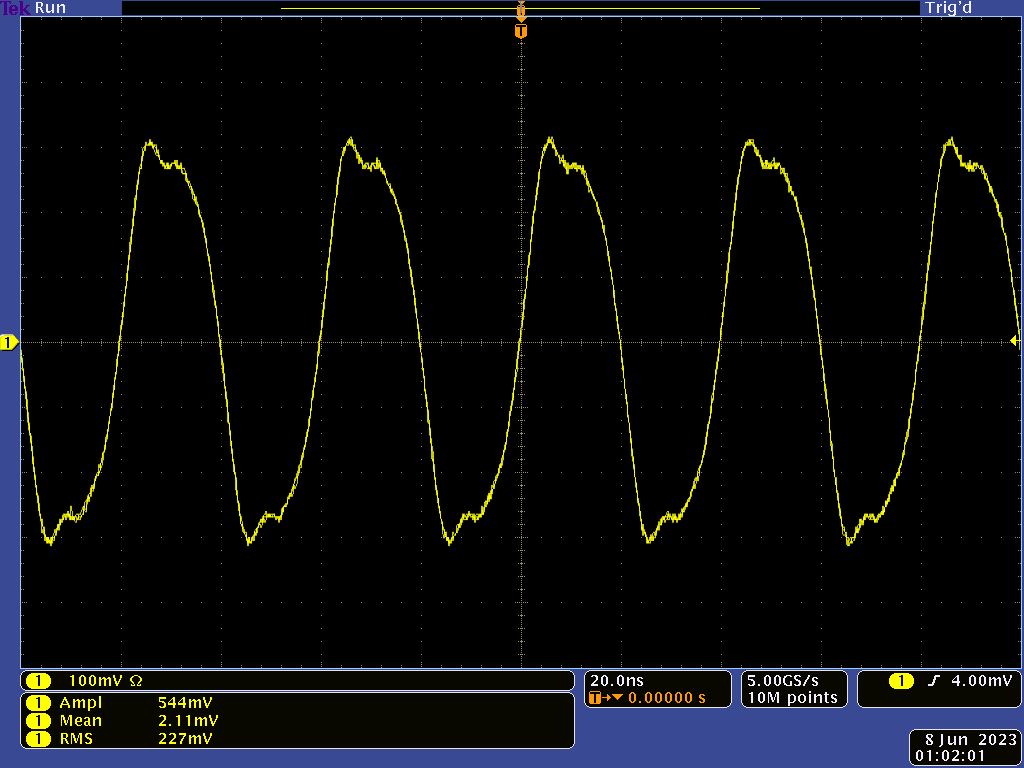 Tek Run Trig'd
T
T
1
1 100mV Ω
1 Ampl 544mV
1 Mean 2.11mV
1 RMS 227mV
20.0ns
T→▼ 0.00000 s
5.00GS/s
10M points
1 ʃ 4.00mV
8 Jun 2023
01:02:01